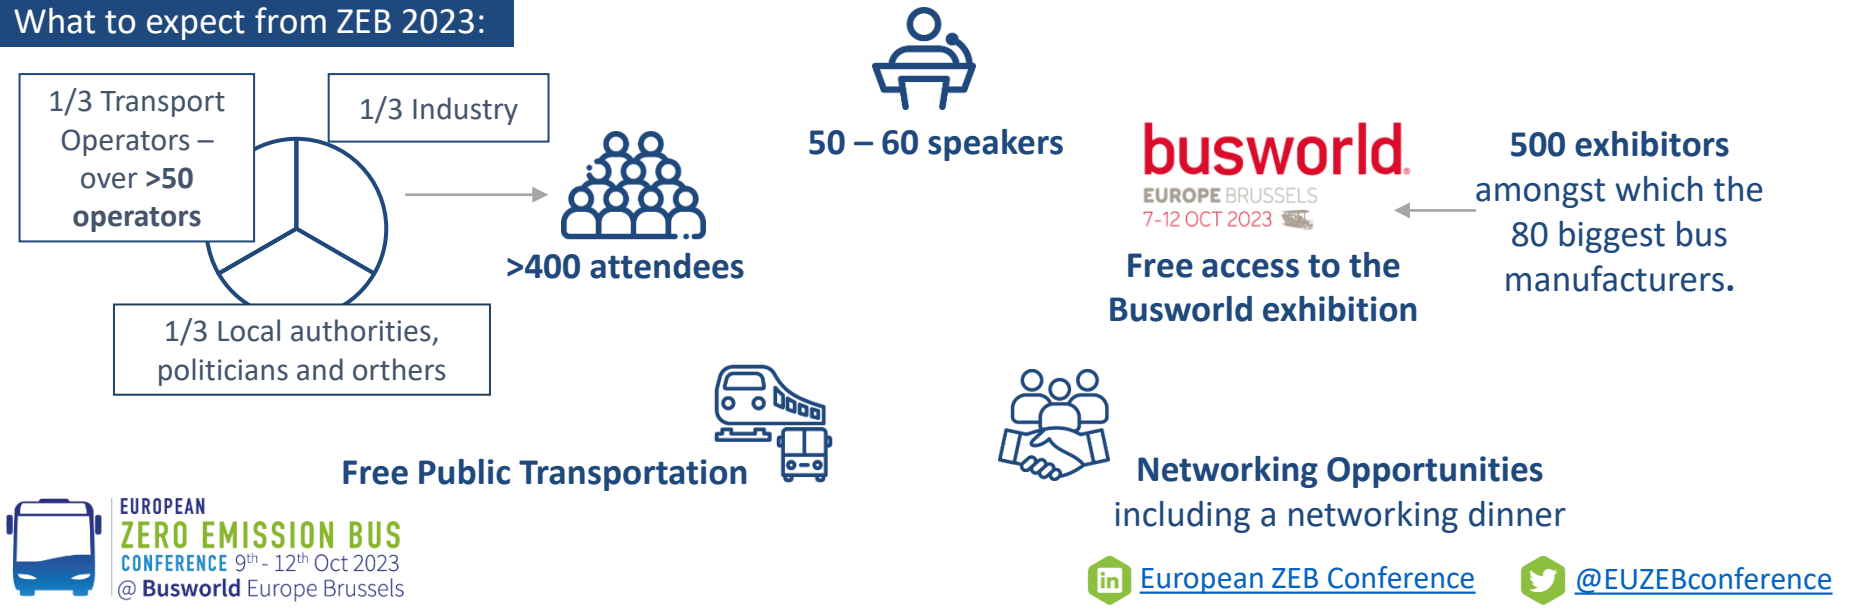 What to expect from ZEB 2023:
1/3 Transport
Operators –
over >50
operators
1/3 Industry
>400 attendees
1/3 Local authorities,
politicians and orthers
50 – 60 speakers
busworld®
EUROPE BRUSSELS
7-12 OCT 2023
Free access to the
Busworld exhibition
500 exhibitors
amongst which the
80 biggest bus
manufacturers.
Free Public Transportation
Networking Opportunities
including a networking dinner
EUROPEAN
ZERO EMISSION BUS
CONFERENCE 9th - 12th Oct 2023
@ Busworld Europe Brussels
in European ZEB Conference
@EUZEBconference